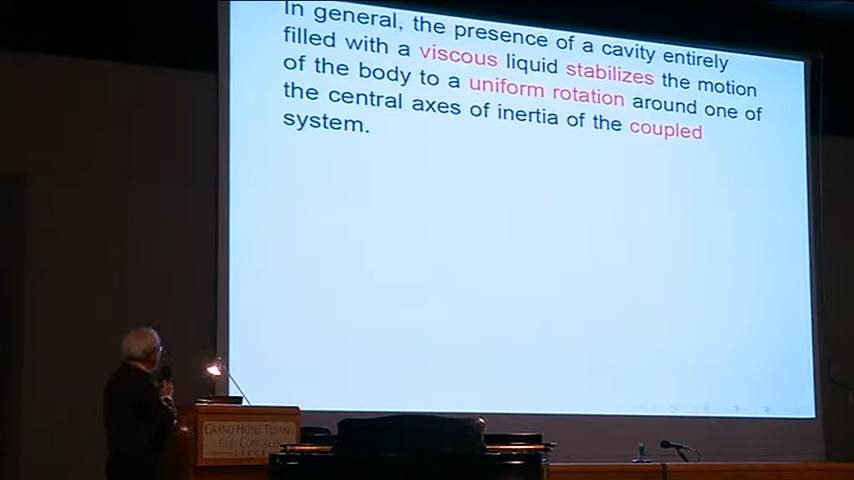 In general, the presence of a cavity entirely
filled with a viscous liquid stabilizes the motion
of the body to a uniform rotation around one of
the central axes of inertia of the coupled
system.
GRAND HOTEL TIZIANO